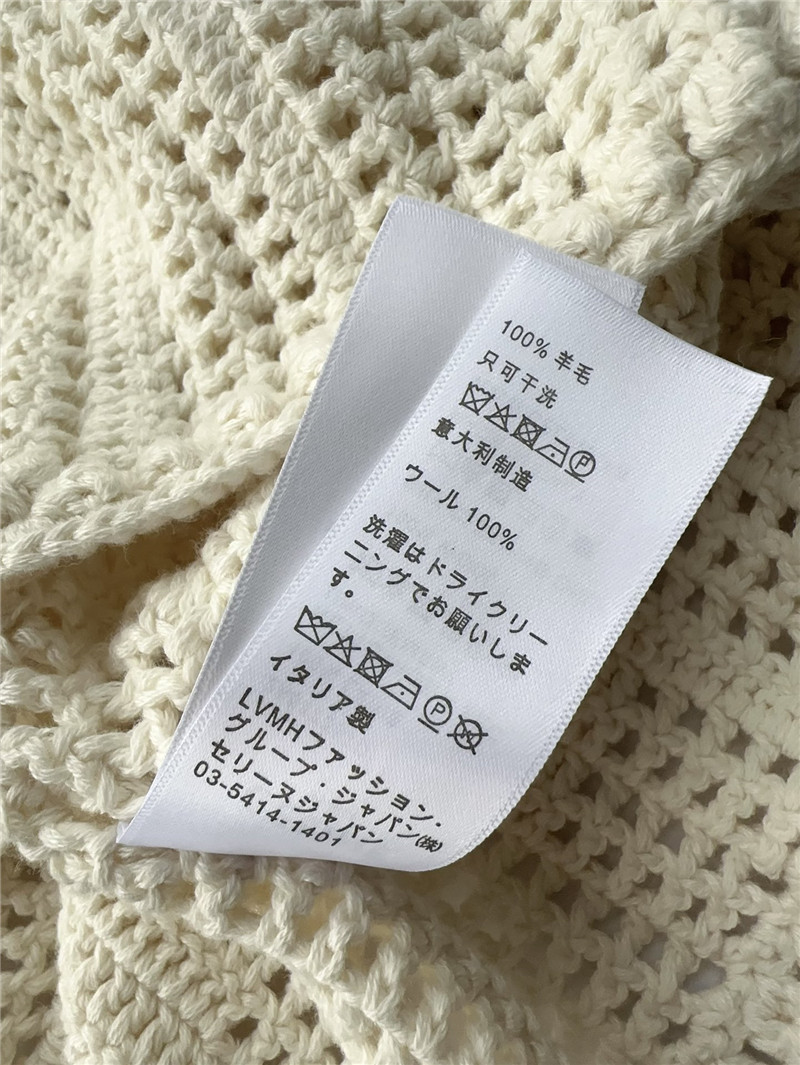 100% 羊毛
只可干洗
P
意大利制造
ウール 100%
洗濯はドライクリー
ニングでお願いしま
す。
P W
イタリア製
LVMHファッション・
グループ・ジャパン(株)
セリーヌジャパン
03-5414-1401